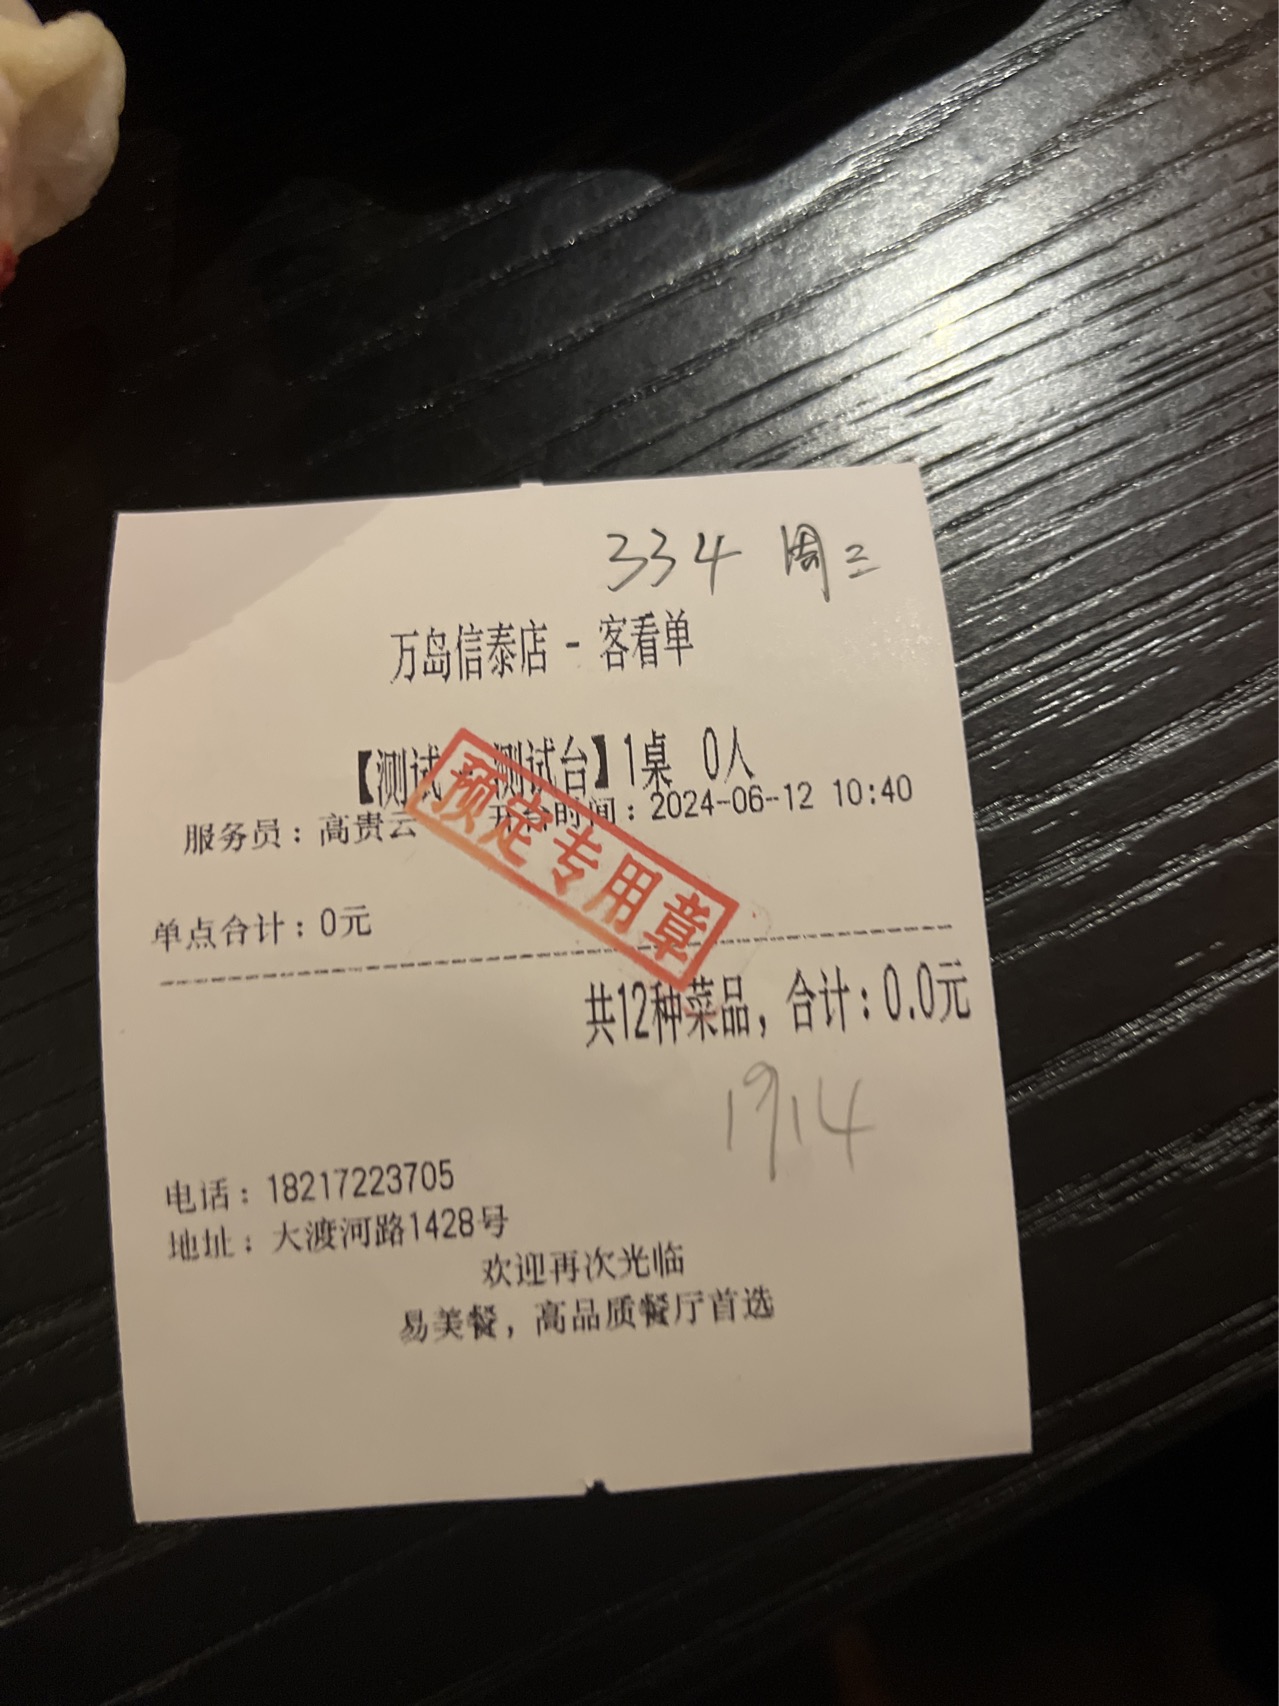 334 周三
万岛信泰店 - 客看单
【测试 测试台】1桌 0人
服务员：高贵云 开台时间：2024-06-12 10:40
预定专用章
单点合计：0元
共12种菜品，合计：0.0元
1914
电话：18217223705
地址：大渡河路1428号
欢迎再次光临
易美餐，高品质餐厅首选